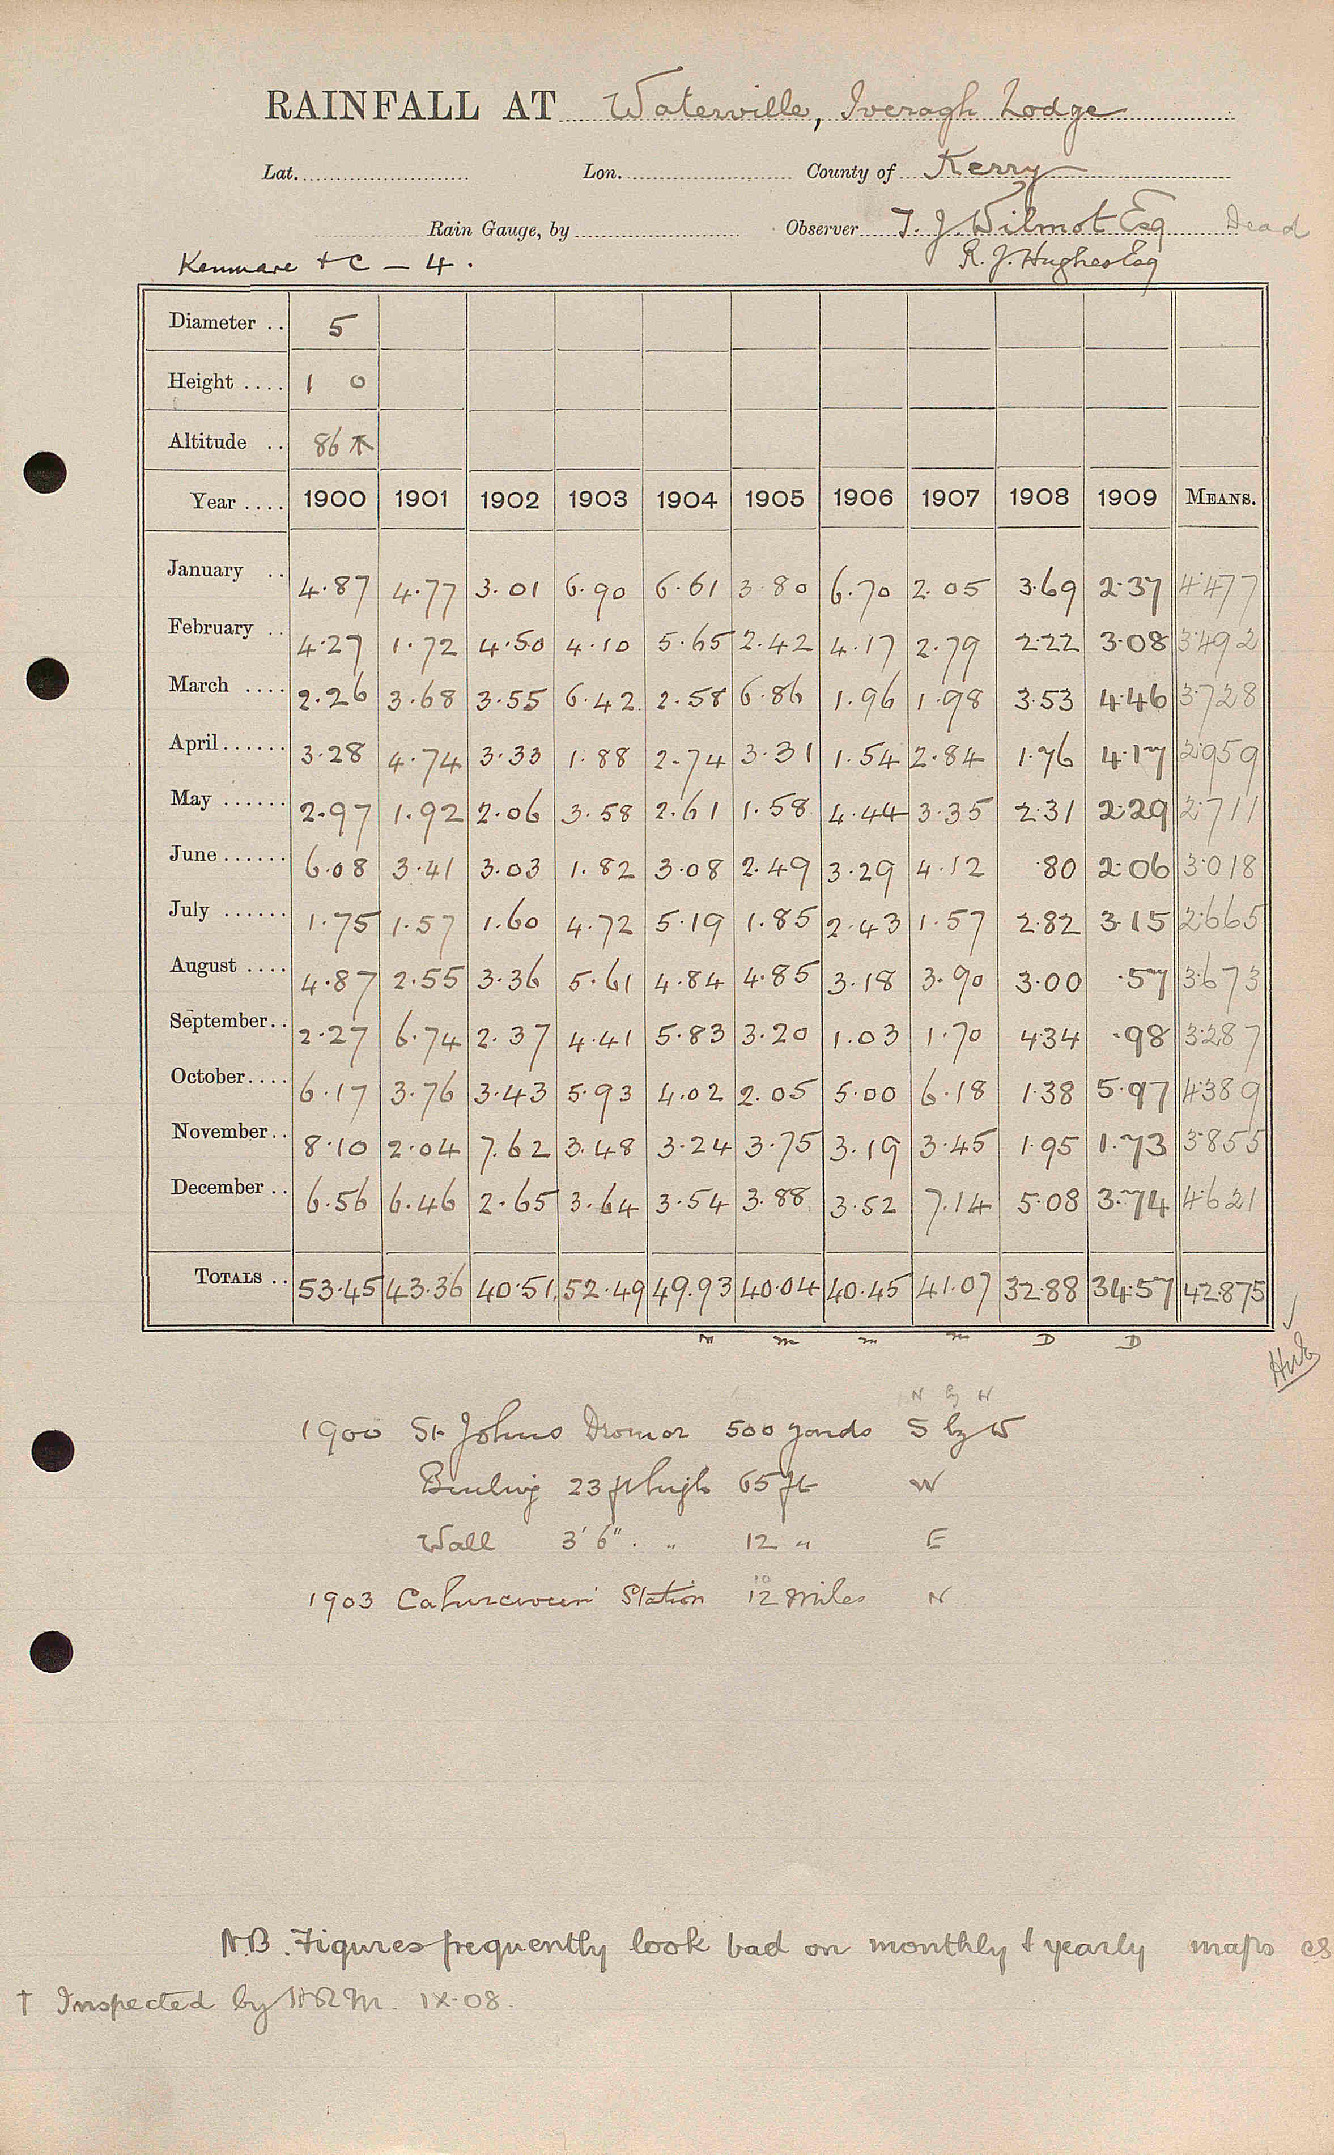 RAINFALL AT Waterville, Iveragh Lodge
Lat. Lon. County of Kerry
Rain Gauge, by Observer T. J. Wilmot Esq Dead
Kenmare + C — 4. R. J. Hughes Esq
Diameter .. 5
Height .... 1 0
Altitude .. 86
Year .... 1900 1901 1902 1903 1904 1905 1906 1907 1908 1909 MEANS.
January .. 4.87 4.77 3.01 6.90 6.61 3.80 6.70 2.05 3.69 2.37 4.477
February .. 4.27 1.72 4.50 4.10 5.65 2.42 4.17 2.79 2.22 3.08 3.492
March .... 2.26 3.68 3.55 6.42 2.58 6.86 1.96 1.98 3.53 4.46 3.728
April ...... 3.28 4.74 3.33 1.88 2.74 3.31 1.54 2.84 1.76 4.17 2.959
May ...... 2.97 1.92 2.06 3.58 2.61 1.58 4.44 3.35 2.31 2.29 2.711
June ...... 6.08 3.41 3.03 1.82 3.08 2.49 3.29 4.12 .80 2.06 3.018
July ...... 1.75 1.57 1.60 4.72 5.19 1.85 2.43 1.57 2.82 3.15 2.665
August .... 4.87 2.55 3.36 5.61 4.84 4.85 3.18 3.90 3.00 .57 3.673
September .. 2.27 6.74 2.37 4.41 5.83 3.20 1.03 1.70 4.34 .98 3.287
October .... 6.17 3.76 3.43 5.93 4.02 2.05 5.00 6.18 1.38 5.97 4.389
November .. 8.10 2.04 7.62 3.48 3.24 3.75 3.19 3.45 1.95 1.73 3.855
December .. 6.56 6.46 2.65 3.64 3.54 3.88 3.52 7.14 5.08 3.74 4.621
TOTALS .. 53.45 43.36 40.51 52.49 49.93 40.04 40.45 41.07 32.88 34.57 42.875
m m m D D
N by W
1900 St Johns Dromor 500 yards S by W
23 ft high 65 ft W
Wall 3' 6" . „ 12 „ E
10
1903 Station 12 miles N
N.B. Figures frequently look bad on monthly & yearly maps
† Inspected by H R M. IX.08.